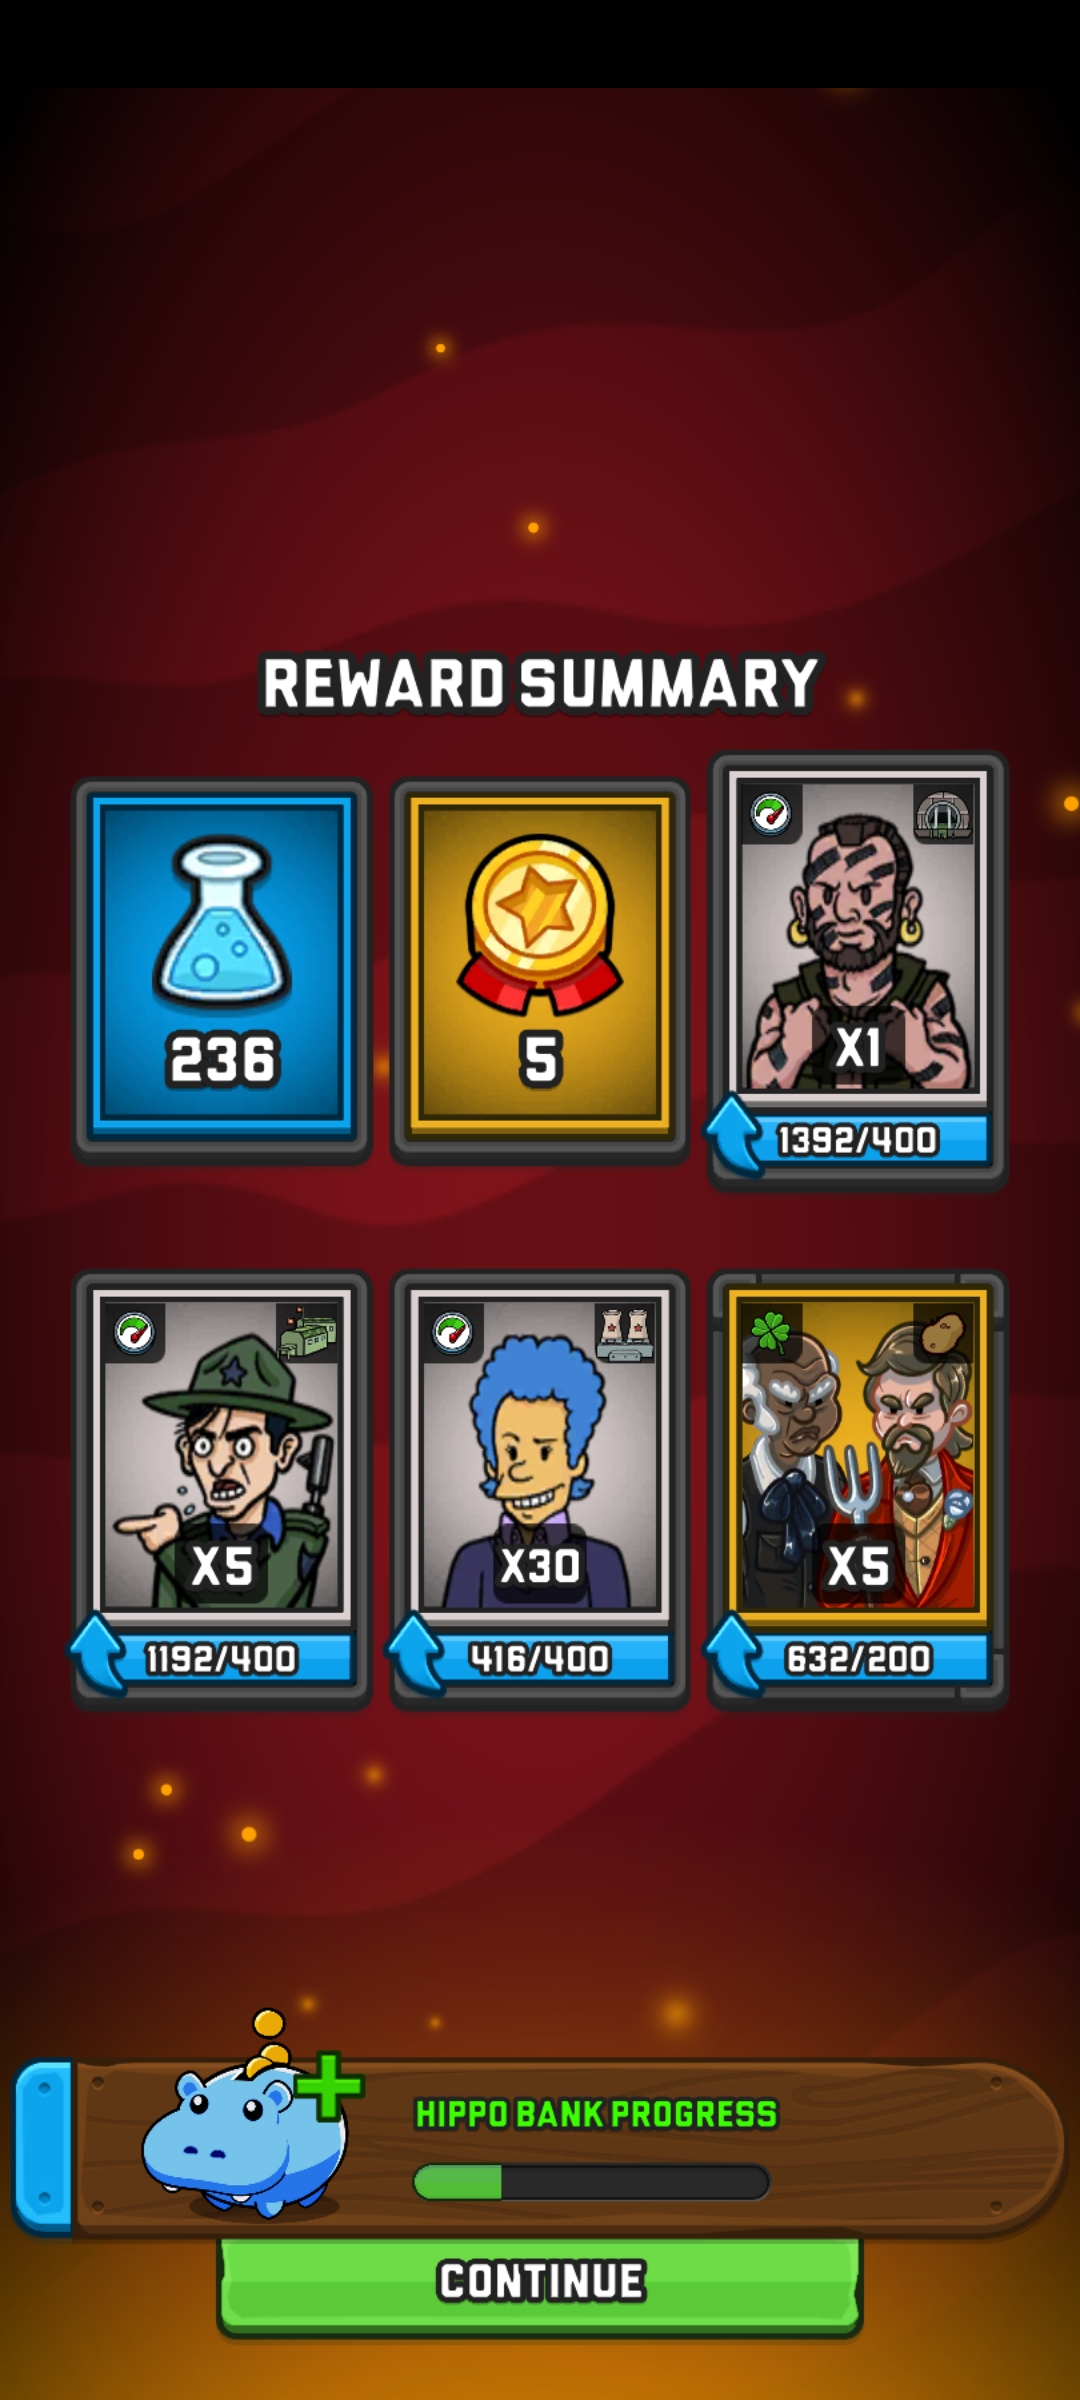 REWARD SUMMARY
236
5
X1
1392/400
X5
1192/400
X30
416/400
X5
632/200
HIPPO BANK PROGRESS
CONTINUE